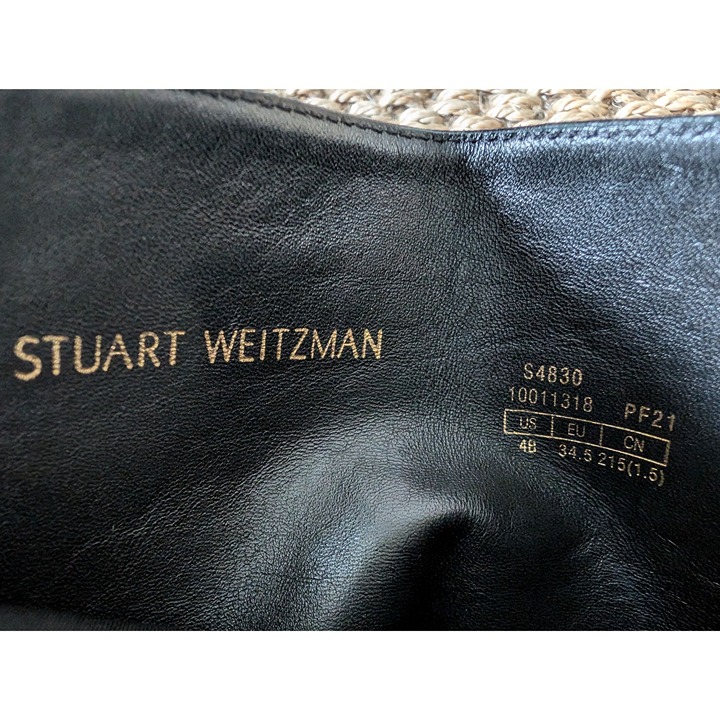 STUART WEITZMAN
S4830
10011318 PF21
US EU CN
4B 34.5 215(1.5)